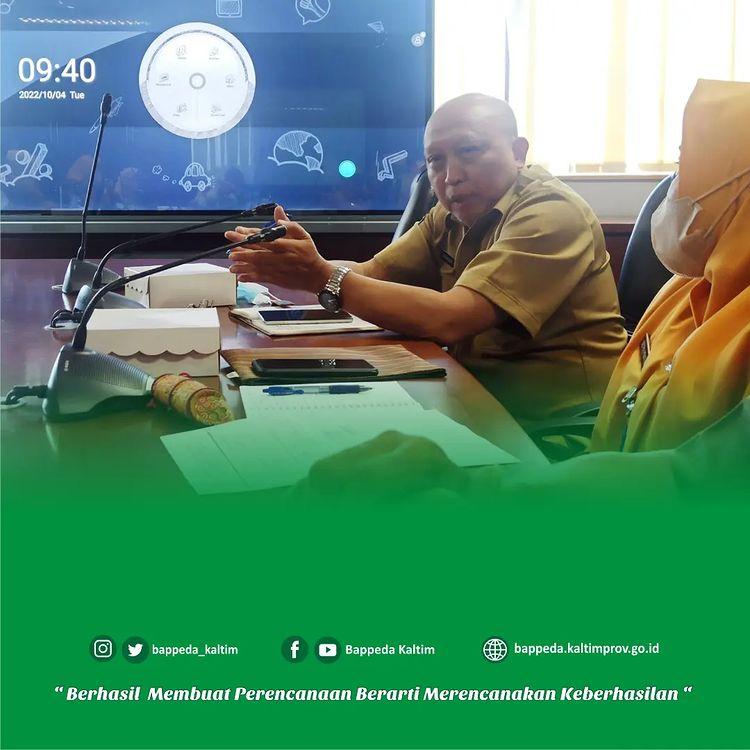 09:40
2022/10/04 Tue
bappeda_kaltim
Bappeda Kaltim
bappeda.kaltimprov.go.id
“ Berhasil Membuat Perencanaan Berarti Merencanakan Keberhasilan “